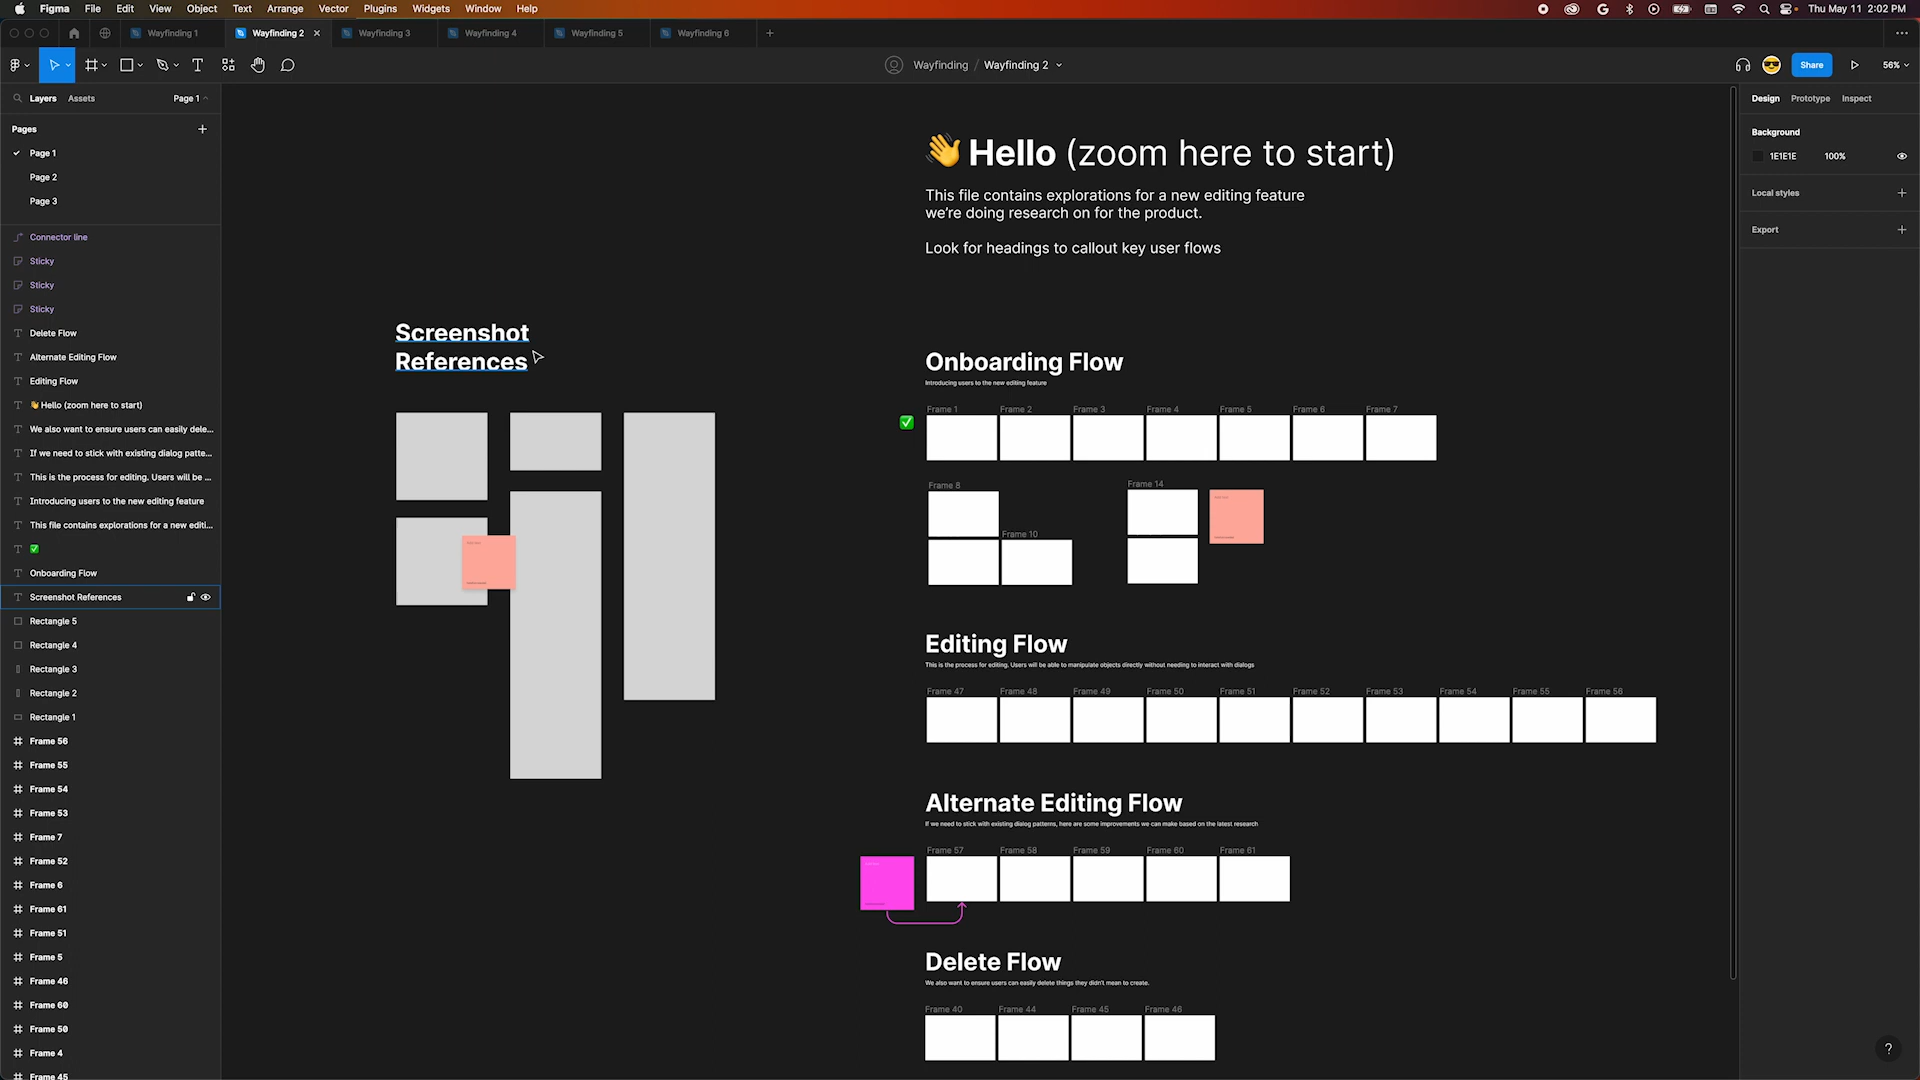 Figma File Edit View Object Text Arrange Vector Plugins Widgets Window Help
Thu May 11 2:02 PM
Wayfinding 1
Wayfinding 2
Wayfinding 3
Wayfinding 4
Wayfinding 5
Wayfinding 6
Wayfinding / Wayfinding 2
Share
56%
Layers
Assets
Page 1
Pages
Page 1
Page 2
Page 3
Connector line
Sticky
Sticky
Sticky
Delete Flow
Alternate Editing Flow
Editing Flow
👋 Hello (zoom here to start)
We also want to ensure users can easily dele...
If we need to stick with existing dialog patte...
This is the process for editing. Users will be ...
Introducing users to the new editing feature
This file contains explorations for a new editi...
✅
Onboarding Flow
Screenshot References
Rectangle 5
Rectangle 4
Rectangle 3
Rectangle 2
Rectangle 1
Frame 56
Frame 55
Frame 54
Frame 53
Frame 7
Frame 52
Frame 6
Frame 61
Frame 51
Frame 5
Frame 46
Frame 60
Frame 50
Frame 4
Frame 45
👋 Hello (zoom here to start)
This file contains explorations for a new editing feature
we're doing research on for the product.
Look for headings to callout key user flows
Screenshot
References
Onboarding Flow
Introducing users to the new editing feature
Frame 1 Frame 2 Frame 3 Frame 4 Frame 5 Frame 6 Frame 7
Frame 8
Frame 10
Frame 14
Editing Flow
This is the process for editing. Users will be able to manipulate objects directly without needing to interact with dialogs
Frame 47 Frame 48 Frame 49 Frame 50 Frame 51 Frame 52 Frame 53 Frame 54 Frame 55 Frame 56
Alternate Editing Flow
If we need to stick with existing dialog patterns, here are some improvements we can make based on the latest research
Frame 57 Frame 58 Frame 59 Frame 60 Frame 61
Delete Flow
We also want to ensure users can easily delete things they didn't mean to create.
Frame 40 Frame 44 Frame 45 Frame 46
Design
Prototype
Inspect
Background
1E1E1E
100%
Local styles
Export
?